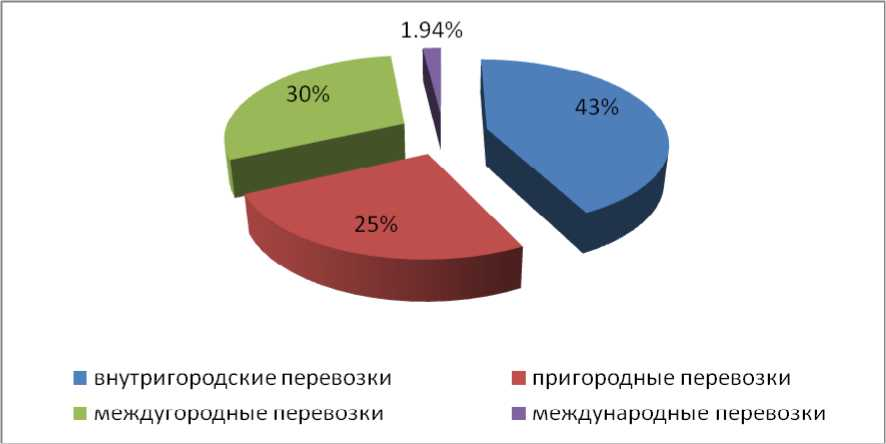 1.94%
30%
43%
25%
внутригородские перевозки
пригородные перевозки
междугородные перевозки
международные перевозки